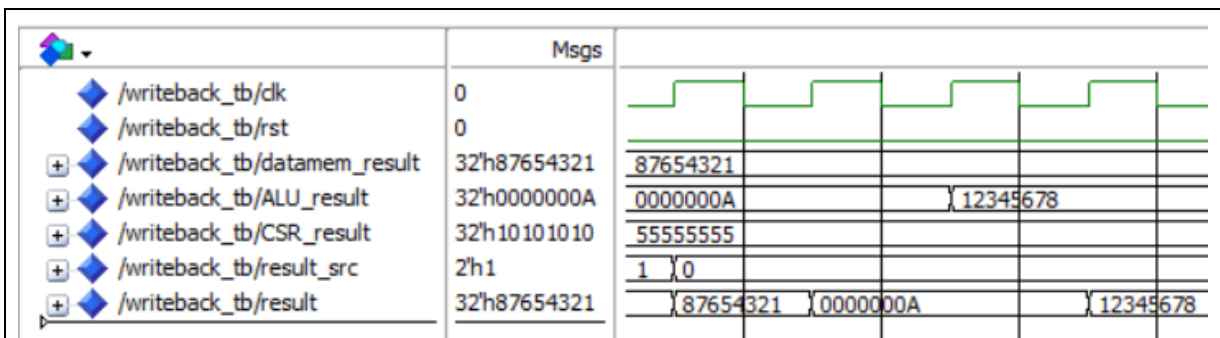 Msgs
/writeback_tb/clk 0
/writeback_tb/rst 0
/writeback_tb/datamem_result 32'h87654321 87654321
/writeback_tb/ALU_result 32'h0000000A 0000000A 12345678
/writeback_tb/CSR_result 32'h10101010 55555555
/writeback_tb/result_src 2'h1 1 0
/writeback_tb/result 32'h87654321 87654321 0000000A 12345678